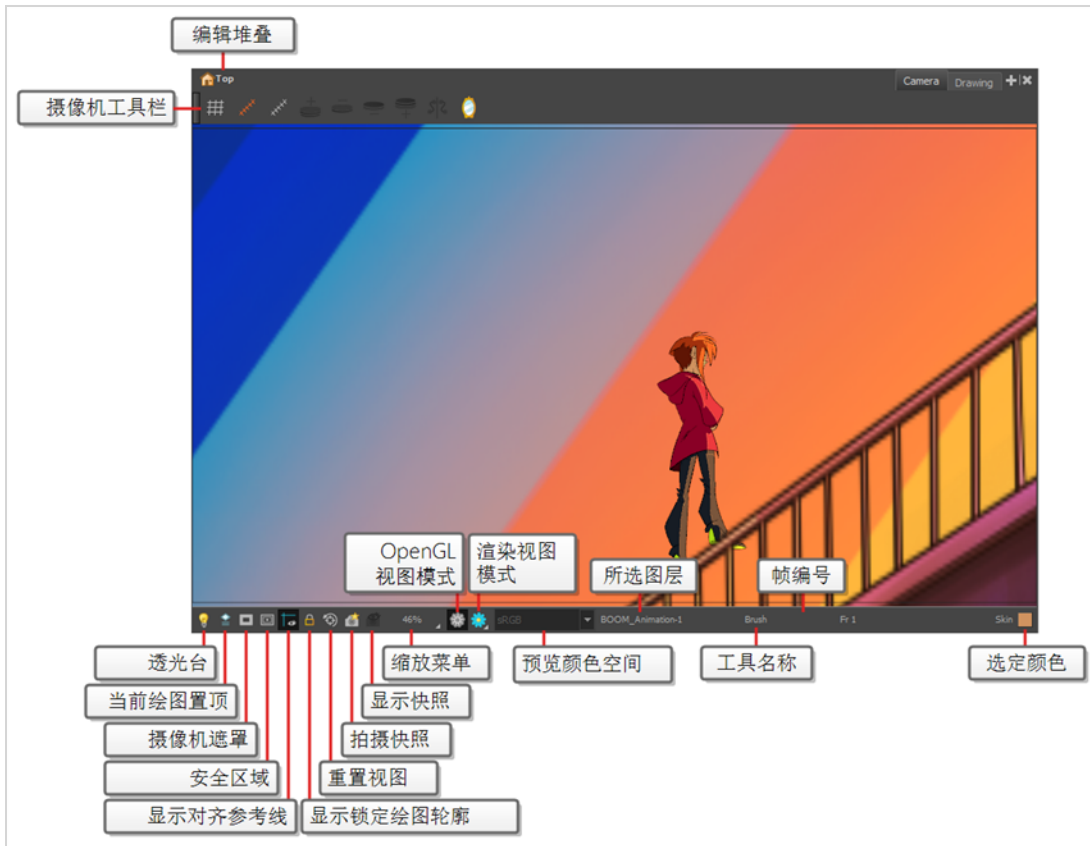 编辑堆叠
Top
Camera
Drawing
摄像机工具栏
OpenGL
视图模式
渲染视图
模式
所选图层
帧编号
46%
sRGB
BOOM_Animation-1
Brush
Fr 1
Skin
透光台
缩放菜单
预览颜色空间
工具名称
选定颜色
当前绘图置顶
显示快照
摄像机遮罩
拍摄快照
安全区域
重置视图
显示对齐参考线
显示锁定绘图轮廓